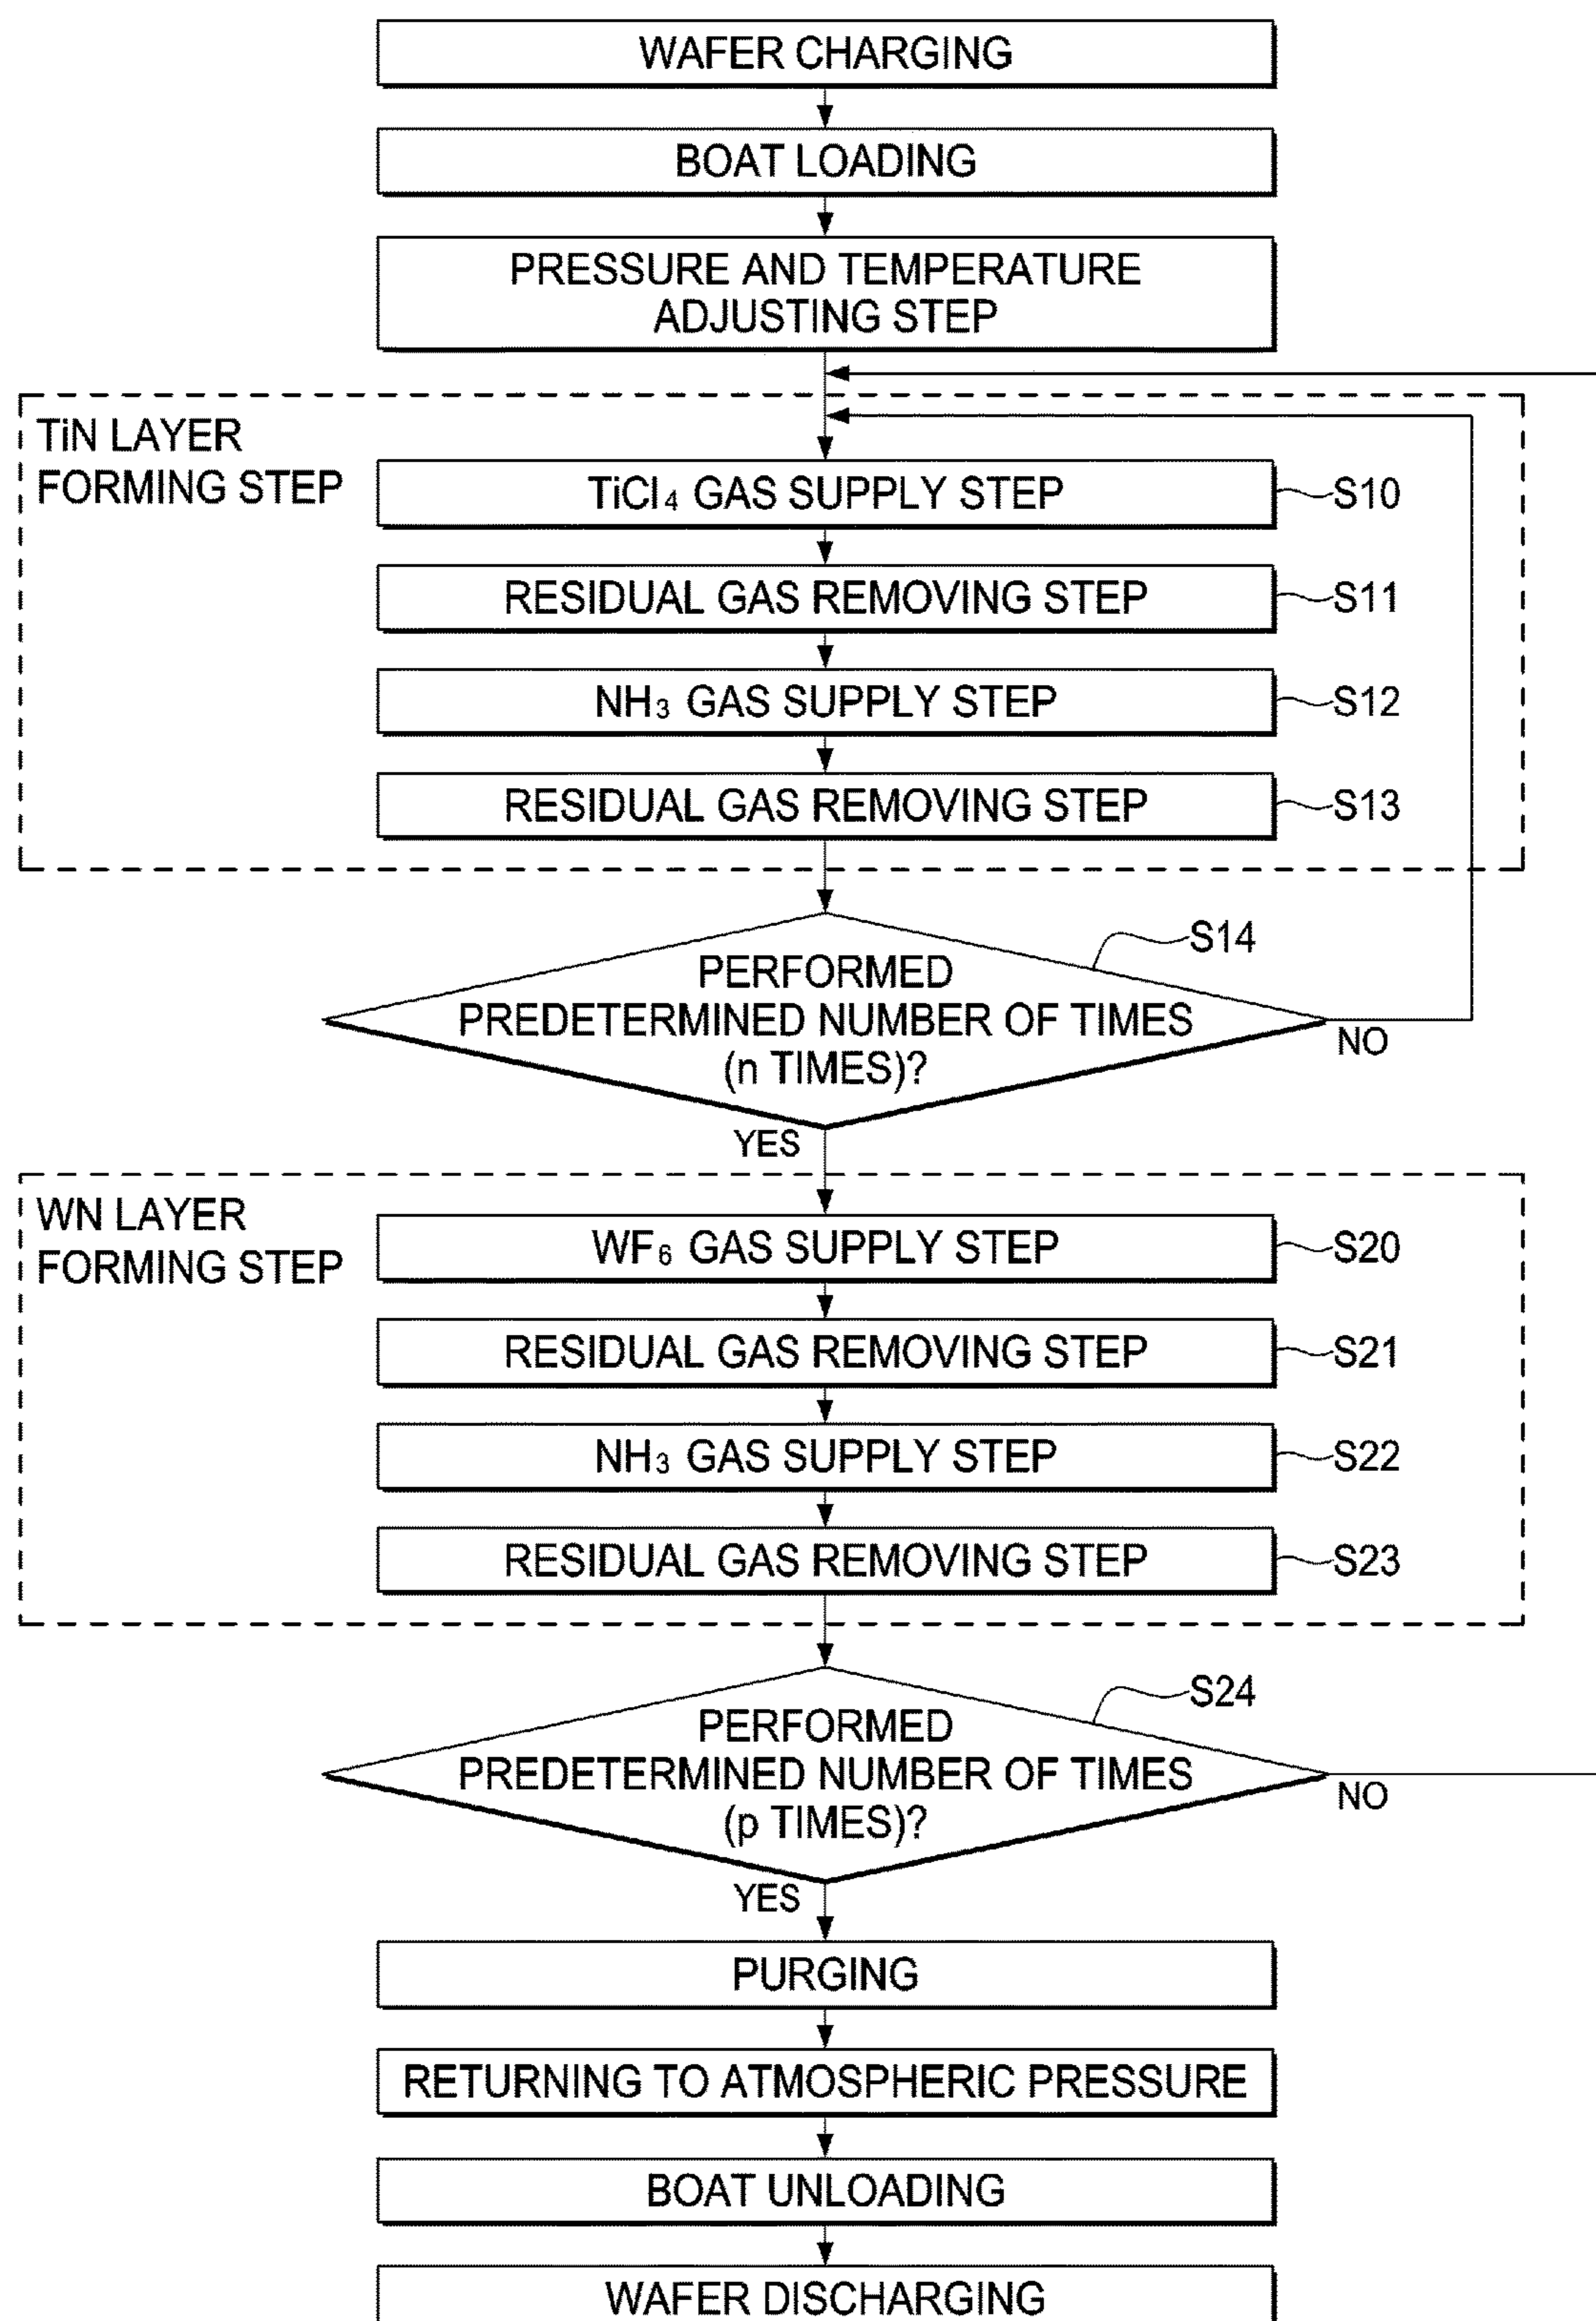 WAFER CHARGING
BOAT LOADING
PRESSURE AND TEMPERATURE
ADJUSTING STEP
TiN LAYER
FORMING STEP
TiCl₄ GAS SUPPLY STEP
S10
RESIDUAL GAS REMOVING STEP
S11
NH₃ GAS SUPPLY STEP
S12
RESIDUAL GAS REMOVING STEP
S13
S14
PERFORMED
PREDETERMINED NUMBER OF TIMES
(n TIMES)?
NO
YES
WN LAYER
FORMING STEP
WF₆ GAS SUPPLY STEP
S20
RESIDUAL GAS REMOVING STEP
S21
NH₃ GAS SUPPLY STEP
S22
RESIDUAL GAS REMOVING STEP
S23
S24
PERFORMED
PREDETERMINED NUMBER OF TIMES
(p TIMES)?
NO
YES
PURGING
RETURNING TO ATMOSPHERIC PRESSURE
BOAT UNLOADING
WAFER DISCHARGING